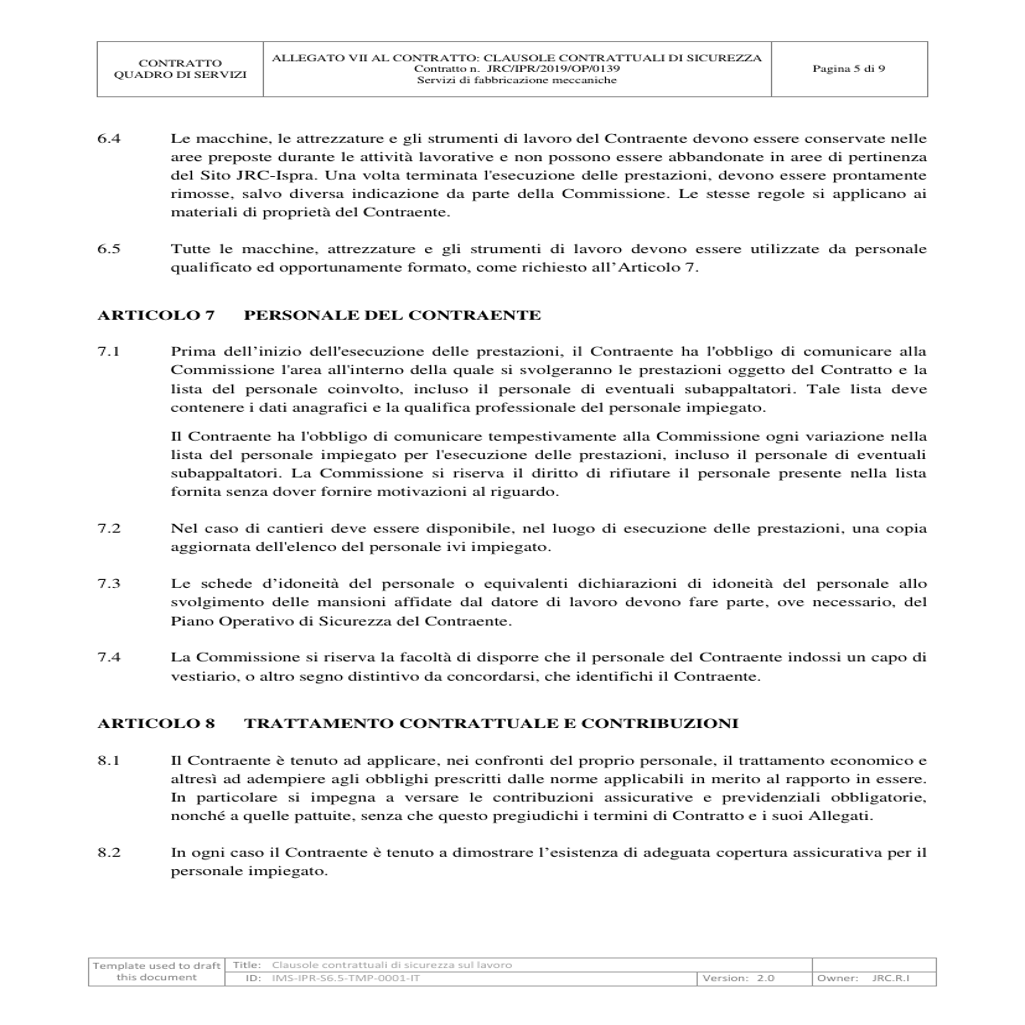 CONTRATTO
QUADRO DI SERVIZI
ALLEGATO VII AL CONTRATTO: CLAUSOLE CONTRATTUALI DI SICUREZZA
Contratto n. JRC/IPR/2019/OP/0139
Servizi di fabbricazione meccaniche
Pagina 5 di 9
6.4 Le macchine, le attrezzature e gli strumenti di lavoro del Contraente devono essere conservate nelle
aree preposte durante le attività lavorative e non possono essere abbandonate in aree di pertinenza
del Sito JRC-Ispra. Una volta terminata l'esecuzione delle prestazioni, devono essere prontamente
rimosse, salvo diversa indicazione da parte della Commissione. Le stesse regole si applicano ai
materiali di proprietà del Contraente.
6.5 Tutte le macchine, attrezzature e gli strumenti di lavoro devono essere utilizzate da personale
qualificato ed opportunamente formato, come richiesto all’Articolo 7.
ARTICOLO 7 PERSONALE DEL CONTRAENTE
7.1 Prima dell’inizio dell'esecuzione delle prestazioni, il Contraente ha l'obbligo di comunicare alla
Commissione l'area all'interno della quale si svolgeranno le prestazioni oggetto del Contratto e la
lista del personale coinvolto, incluso il personale di eventuali subappaltatori. Tale lista deve
contenere i dati anagrafici e la qualifica professionale del personale impiegato.
Il Contraente ha l'obbligo di comunicare tempestivamente alla Commissione ogni variazione nella
lista del personale impiegato per l'esecuzione delle prestazioni, incluso il personale di eventuali
subappaltatori. La Commissione si riserva il diritto di rifiutare il personale presente nella lista
fornita senza dover fornire motivazioni al riguardo.
7.2 Nel caso di cantieri deve essere disponibile, nel luogo di esecuzione delle prestazioni, una copia
aggiornata dell'elenco del personale ivi impiegato.
7.3 Le schede d’idoneità del personale o equivalenti dichiarazioni di idoneità del personale allo
svolgimento delle mansioni affidate dal datore di lavoro devono fare parte, ove necessario, del
Piano Operativo di Sicurezza del Contraente.
7.4 La Commissione si riserva la facoltà di disporre che il personale del Contraente indossi un capo di
vestiario, o altro segno distintivo da concordarsi, che identifichi il Contraente.
ARTICOLO 8 TRATTAMENTO CONTRATTUALE E CONTRIBUZIONI
8.1 Il Contraente è tenuto ad applicare, nei confronti del proprio personale, il trattamento economico e
altresì ad adempiere agli obblighi prescritti dalle norme applicabili in merito al rapporto in essere.
In particolare si impegna a versare le contribuzioni assicurative e previdenziali obbligatorie,
nonché a quelle pattuite, senza che questo pregiudichi i termini di Contratto e i suoi Allegati.
8.2 In ogni caso il Contraente è tenuto a dimostrare l’esistenza di adeguata copertura assicurativa per il
personale impiegato.
Template used to draft
this document
Title: Clausole contrattuali di sicurezza sul lavoro
ID: IMS-IPR-S6.5-TMP-0001-IT
Version: 2.0
Owner: JRC.R.I